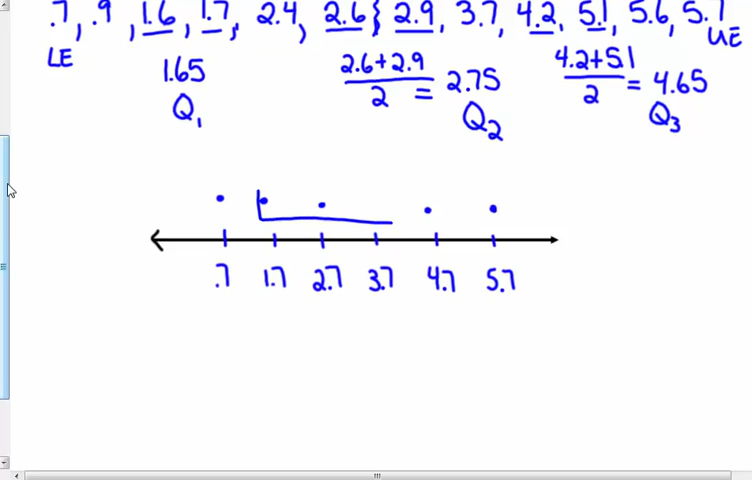 .7, .9, 1.6, 1.7, 2.4, 2.6 } 2.9, 3.7, 4.2, 5.1, 5.6, 5.7
LE 1.65 2.6+2.9/2 = 2.75 4.2+5.1/2 = 4.65 UE
Q1 Q2 Q3
.7 1.7 2.7 3.7 4.7 5.7